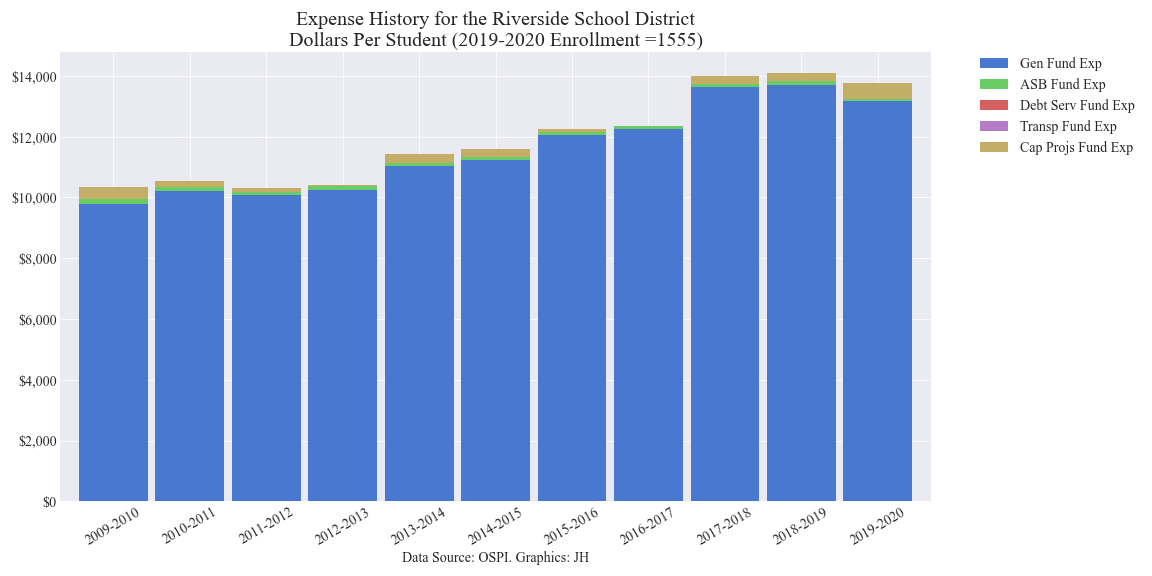 Expense History for the Riverside School District
Dollars Per Student (2019-2020 Enrollment =1555)
$14,000
$12,000
$10,000
$8,000
$6,000
$4,000
$2,000
$0
2009-2010
2010-2011
2011-2012
2012-2013
2013-2014
2014-2015
2015-2016
2016-2017
2017-2018
2018-2019
2019-2020
Data Source: OSPI. Graphics: JH
Gen Fund Exp
ASB Fund Exp
Debt Serv Fund Exp
Transp Fund Exp
Cap Projs Fund Exp